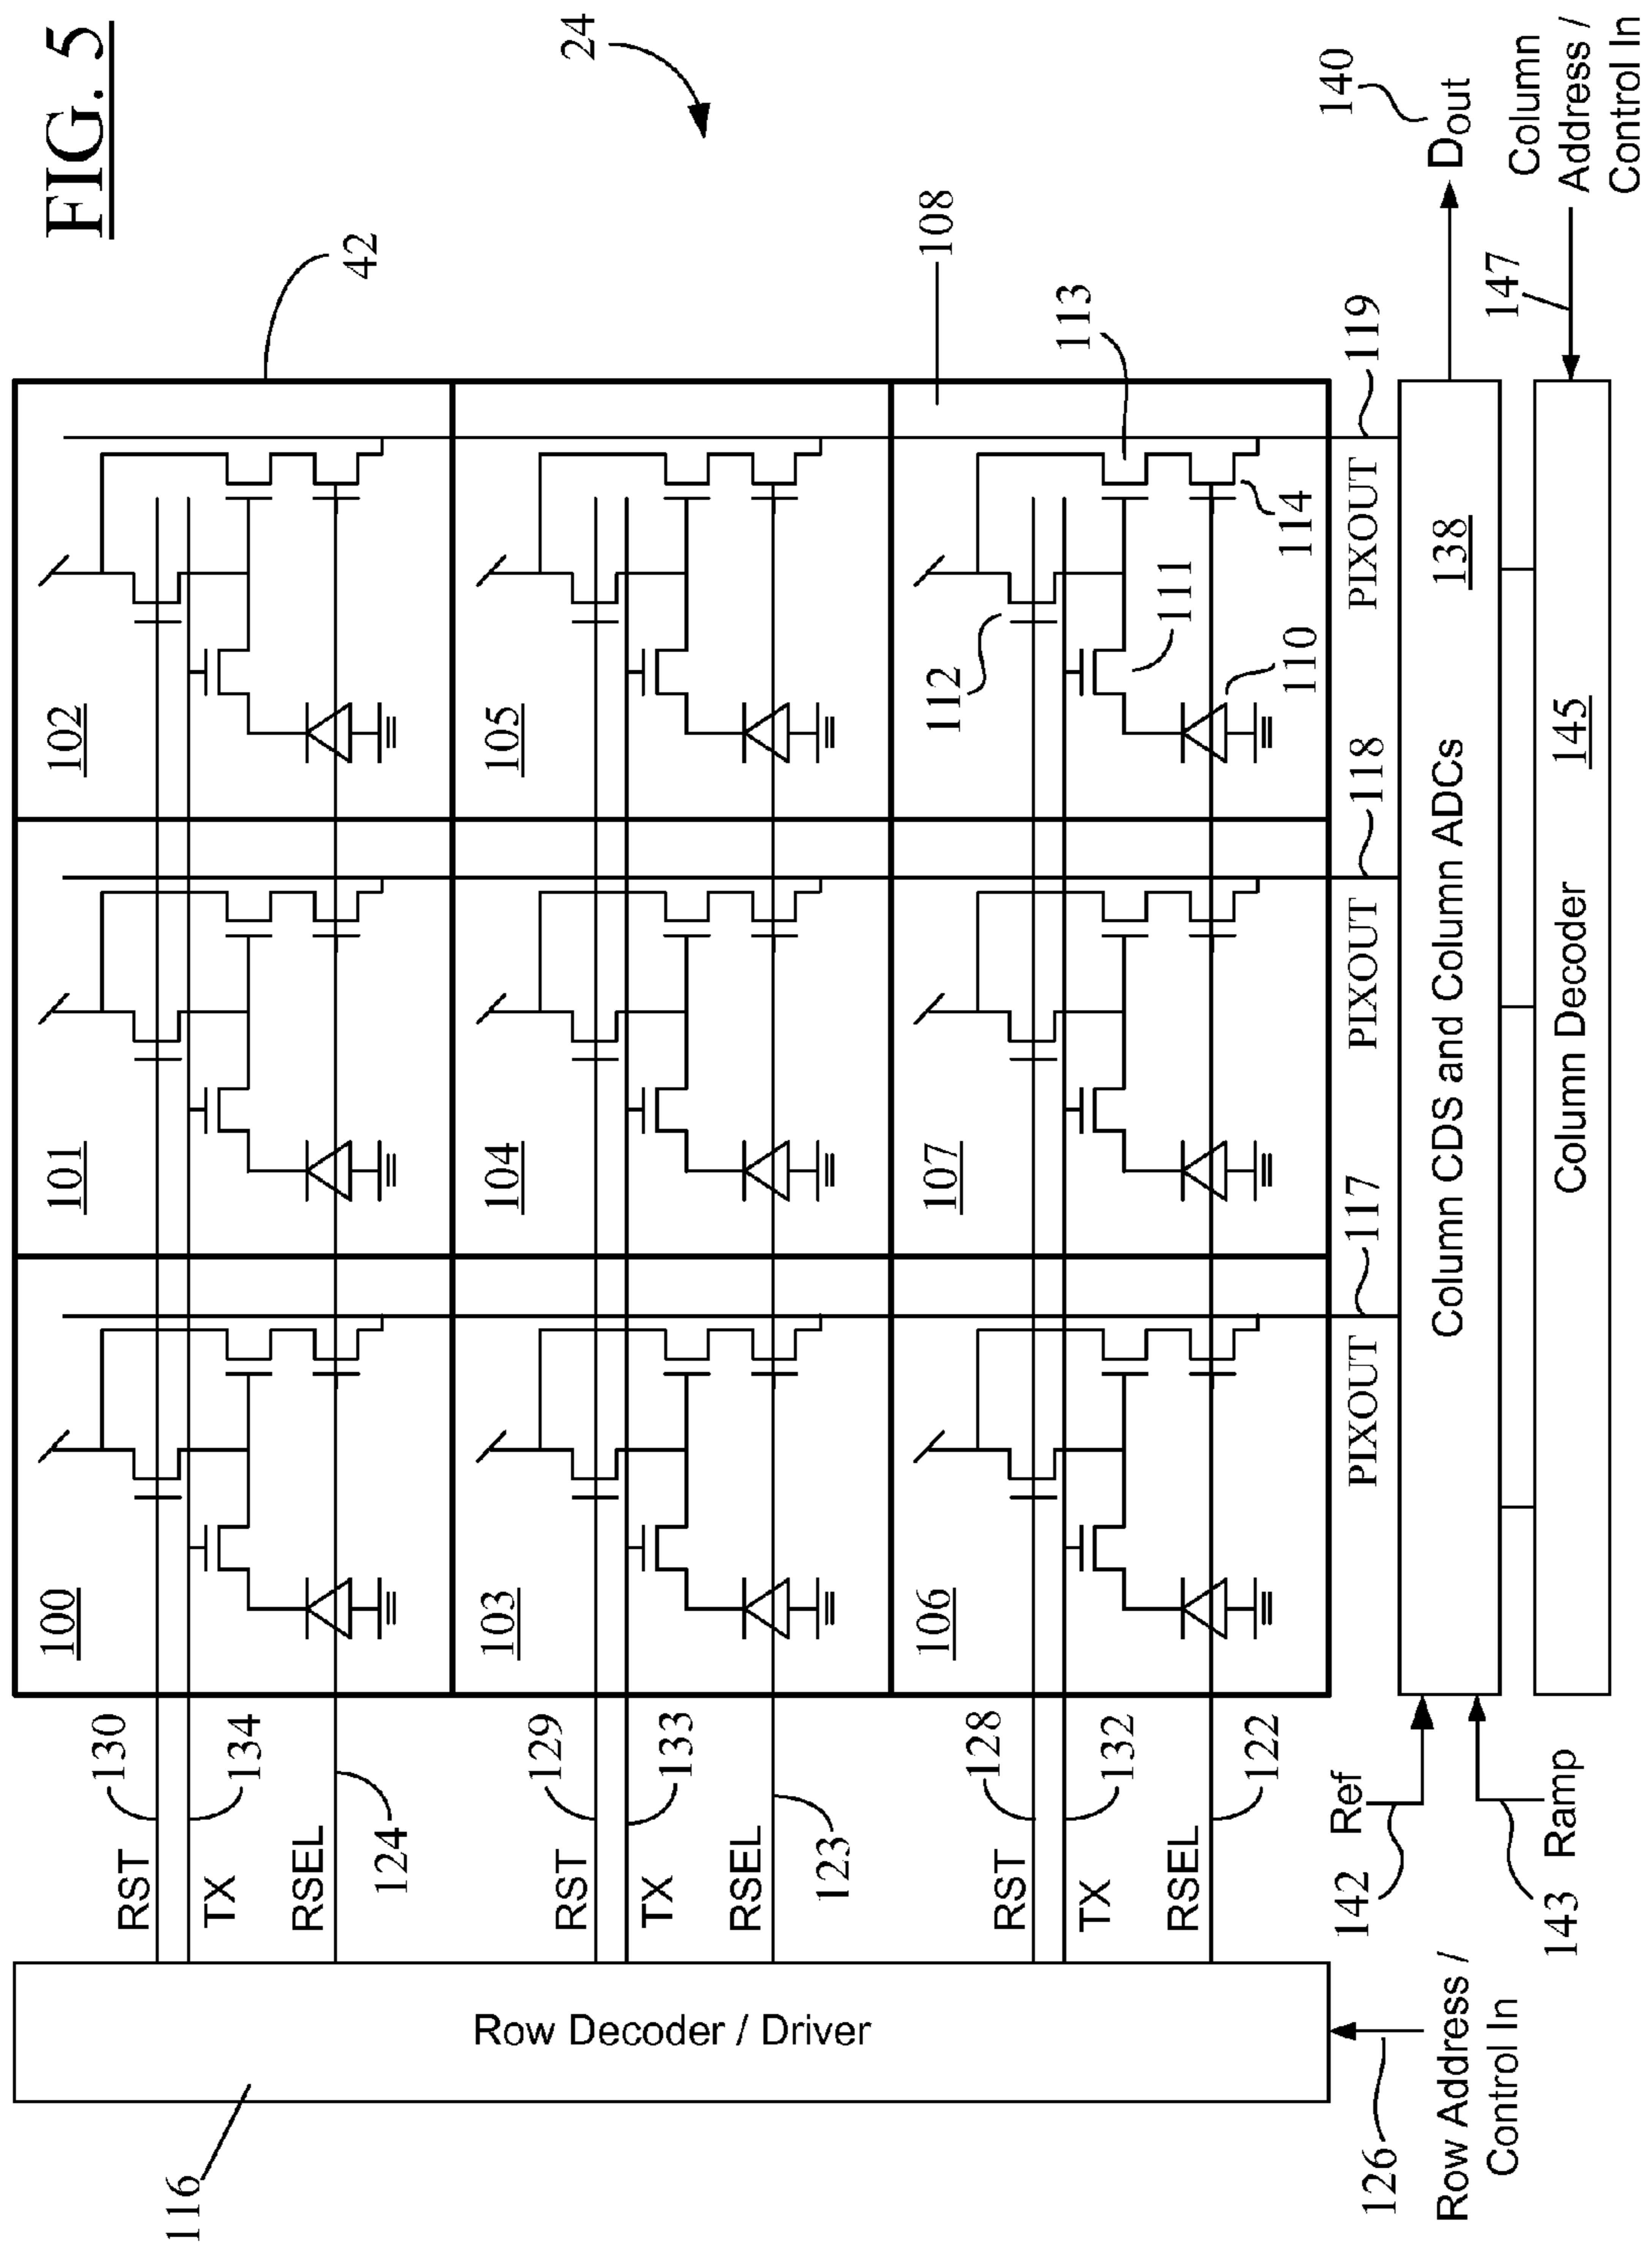 FIG. 5
24
42
108
116
Row Decoder / Driver
126
Row Address /
Control In
RST
130
TX
134
RSEL
124
RST
129
TX
133
RSEL
123
RST
128
TX
132
RSEL
122
100
101
102
103
104
105
106
107
110
111
112
113
114
PIXOUT
117
PIXOUT
118
PIXOUT
119
142
Ref
143
Ramp
Column CDS and Column ADCs
138
Column Decoder
145
140
DOUT
147
Column
Address /
Control In